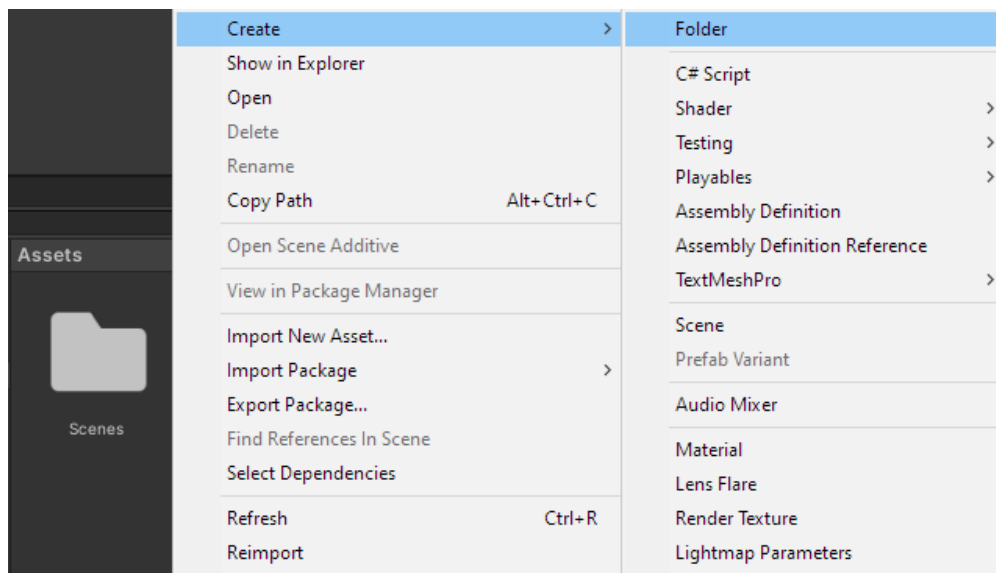 Assets
Scenes
Create
Show in Explorer
Open
Delete
Rename
Copy Path Alt+Ctrl+C
Open Scene Additive
View in Package Manager
Import New Asset...
Import Package
Export Package...
Find References In Scene
Select Dependencies
Refresh Ctrl+R
Reimport
Folder
C# Script
Shader
Testing
Playables
Assembly Definition
Assembly Definition Reference
TextMeshPro
Scene
Prefab Variant
Audio Mixer
Material
Lens Flare
Render Texture
Lightmap Parameters